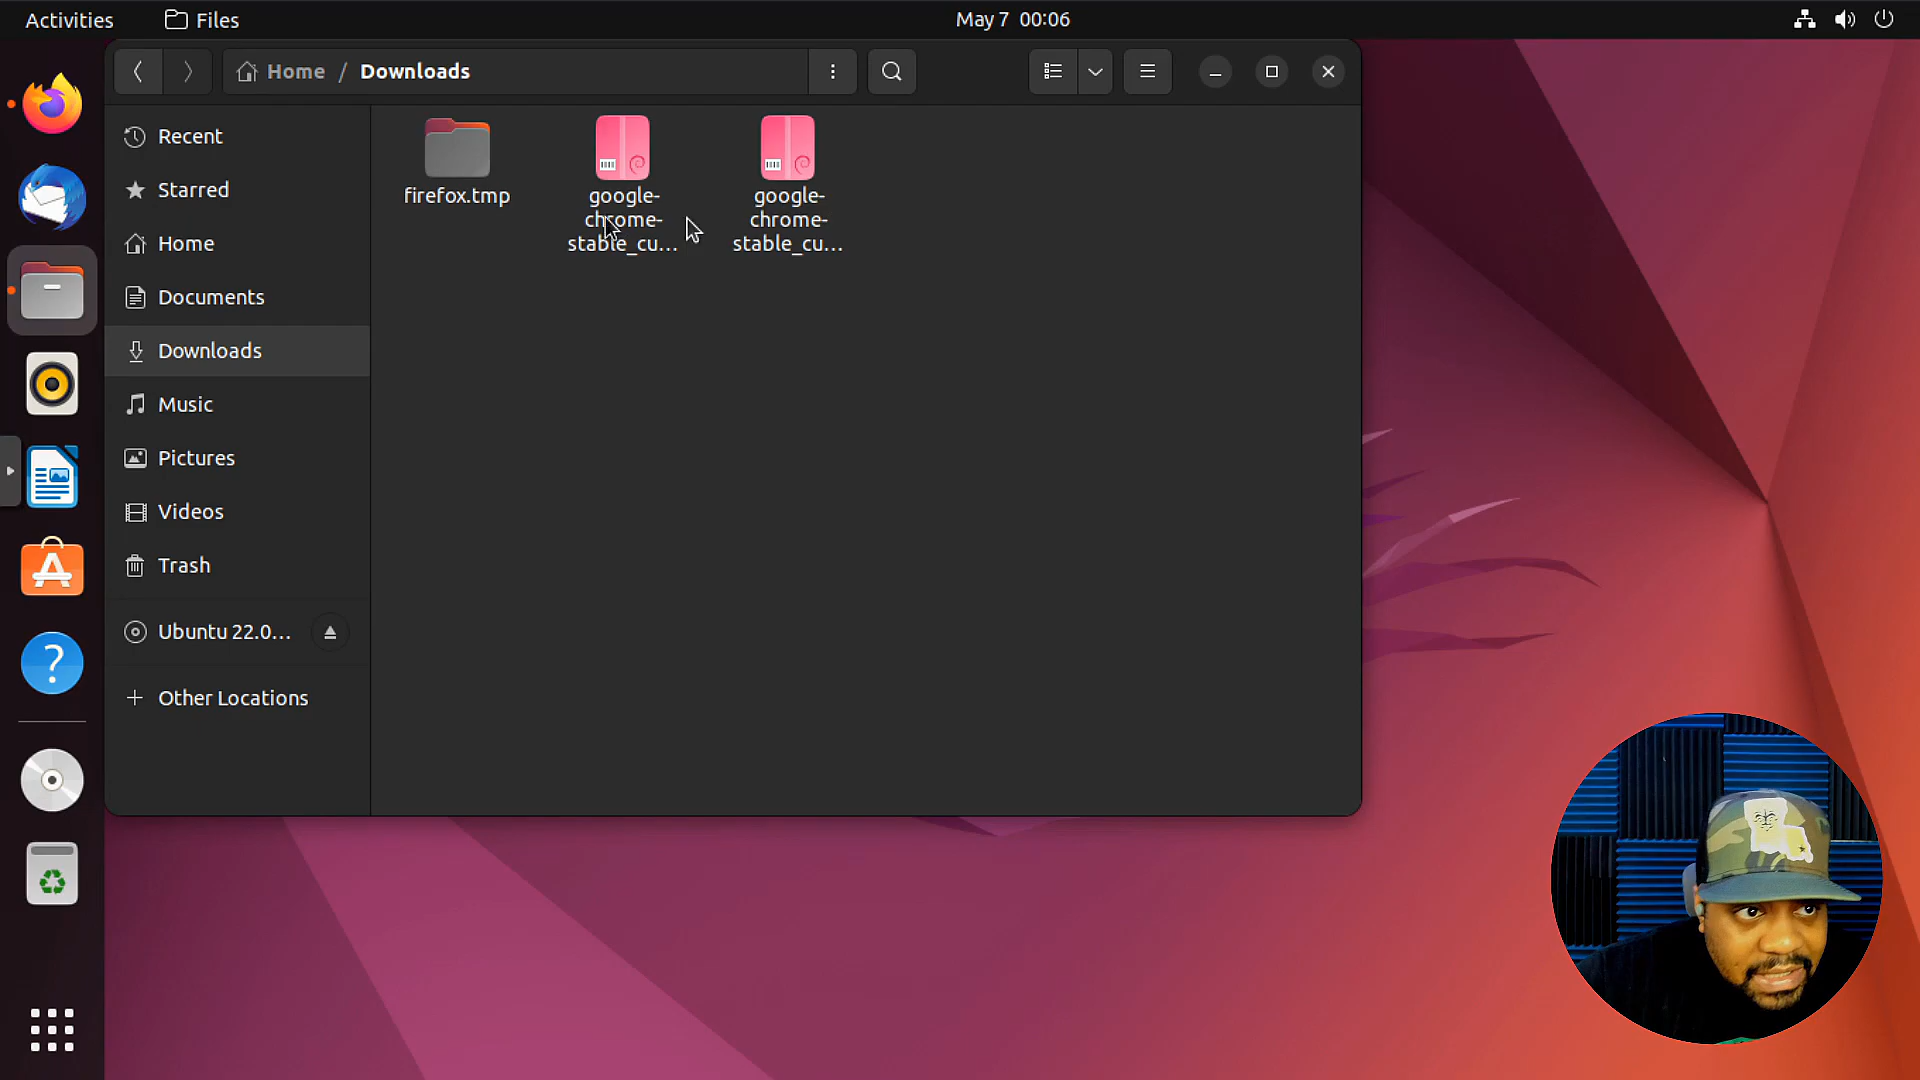 Activities
Files
May 7 00:06
Home / Downloads
Recent
Starred
Home
Documents
Downloads
Music
Pictures
Videos
Trash
Ubuntu 22.0...
Other Locations
firefox.tmp
google-
chrome-
stable_cu...
google-
chrome-
stable_cu...